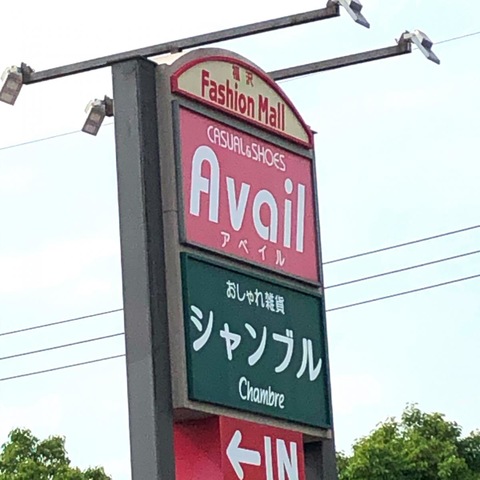 福沢
Fashion Mall
CASUAL&SHOES
Avail
アベイル
おしゃれ雑貨
シャンブル
Chambre
←IN